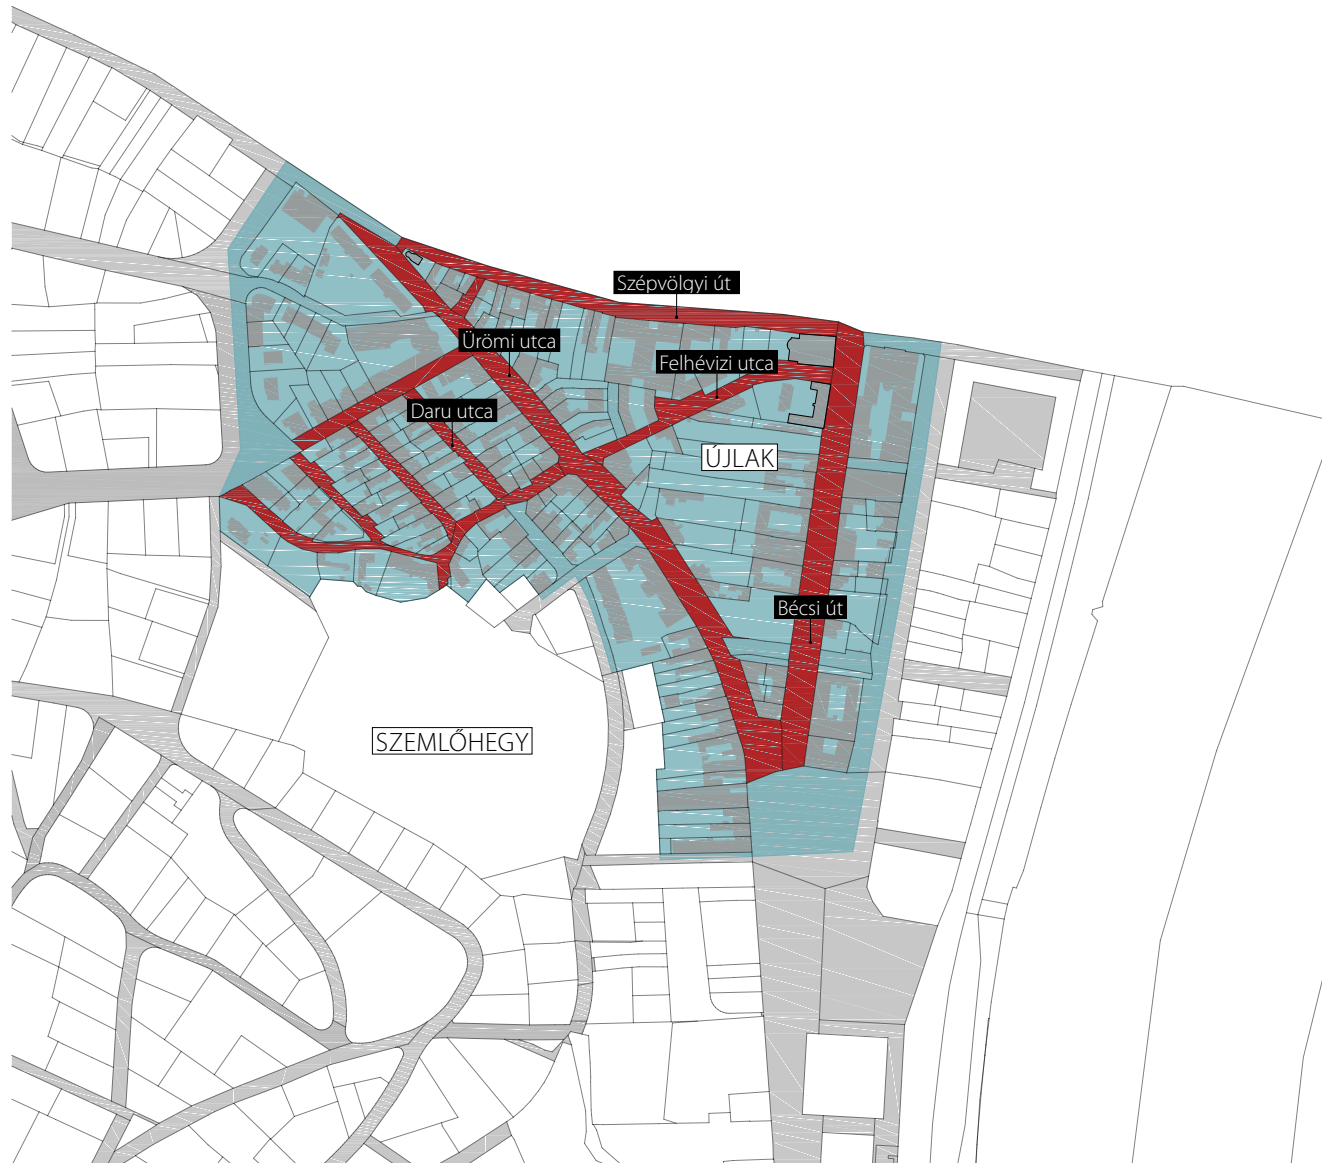 Szépvölgyi út
Ürömi utca
Felhévizi utca
Daru utca
ÚJLAK
Bécsi út
SZEMLŐHEGY